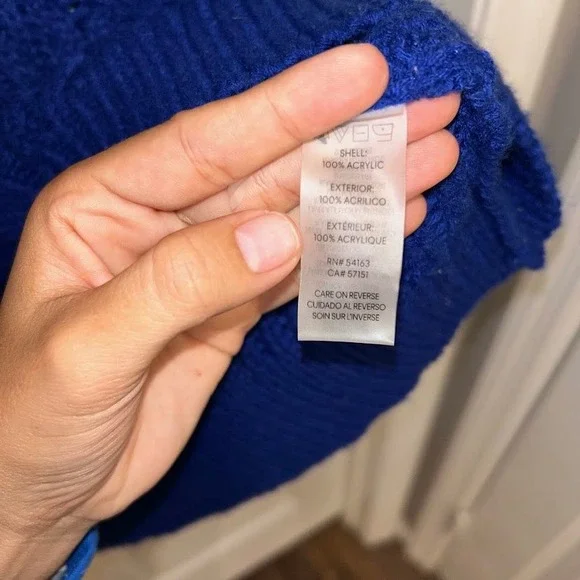 SHELL:
100% ACRYLIC
EXTERIOR:
100% ACRILICO
EXTÉRIEUR:
100% ACRYLIQUE
RN# 54163
CA# 57151
CARE ON REVERSE
CUIDADO AL REVERSO
SOIN SUR L'INVERSE